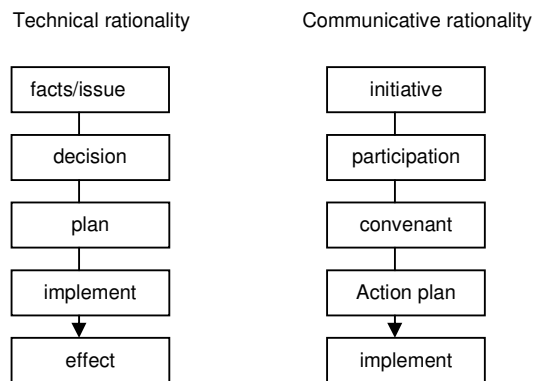 Technical rationality
facts/issue
decision
plan
implement
effect
Communicative rationality
initiative
participation
convenant
Action plan
implement